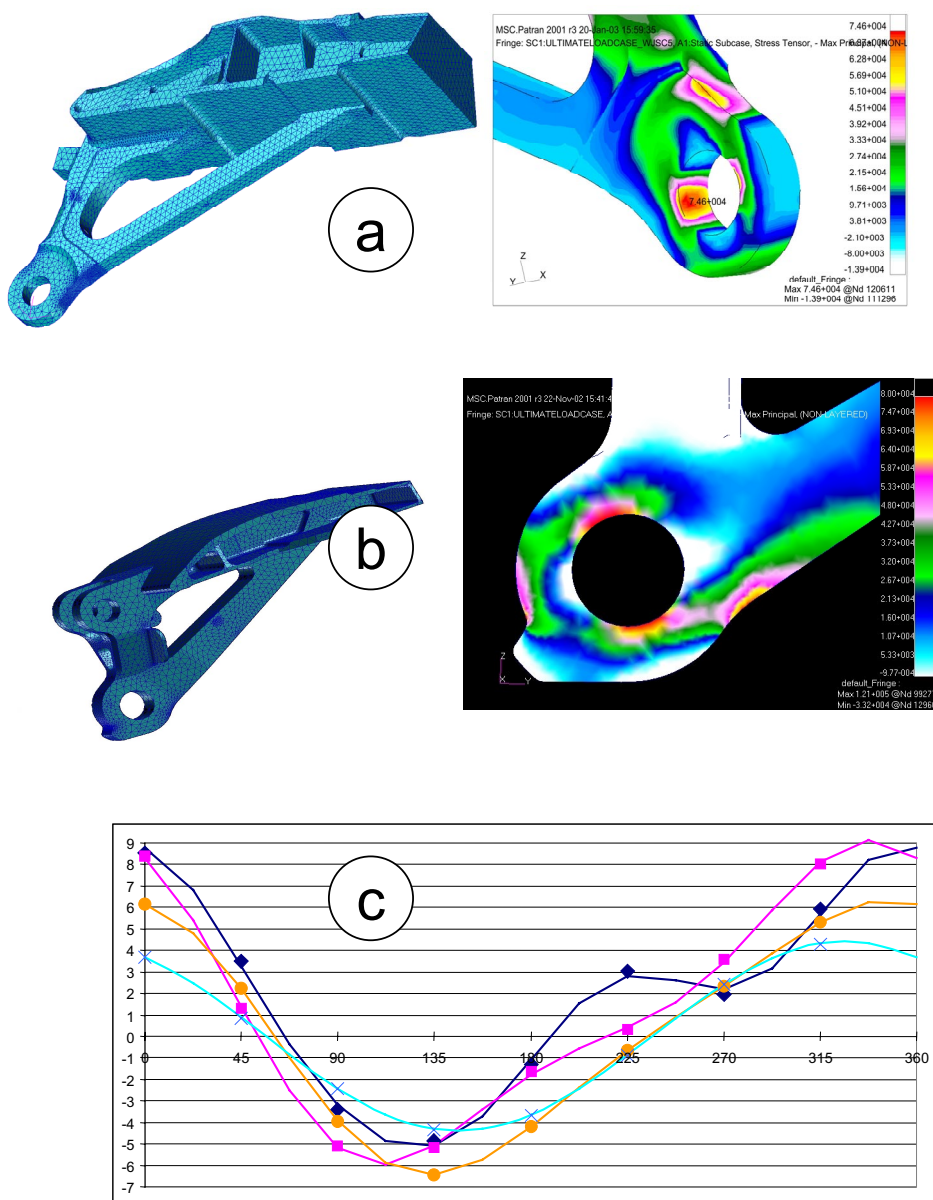 a
MSC.Patran 2001 r3 20-Jan-03 15:59:35
Fringe: SC1:ULTIMATELOADCASE_WJSC5, A1:Static Subcase, Stress Tensor, - Max Principal, (NON-L
7.46+004
6.28+004
5.69+004
5.10+004
4.51+004
3.92+004
3.33+004
2.74+004
2.15+004
1.56+004
9.71+003
3.81+003
-2.10+003
-8.00+003
-1.39+004
7.46+004
Z
Y
X
default_Fringe :
Max 7.46+004 @Nd 120611
Min -1.39+004 @Nd 111296
b
MSC.Patran 2001 r3 22-Nov-02 15:41:4
Fringe: SC1:ULTIMATELOADCASE, A
Max Principal, (NON-LAYERED)
8.00+004
7.47+004
6.93+004
6.40+004
5.87+004
5.33+004
4.80+004
4.27+004
3.73+004
3.20+004
2.67+004
2.13+004
1.60+004
1.07+004
5.33+003
-9.77-004
Z
X
Y
default_Fringe :
Max 1.21+005 @Nd 9927
Min -3.32+004 @Nd 1296
c
9
8
7
6
5
4
3
2
1
0
-1
-2
-3
-4
-5
-6
-7
0 45 90 135 180 225 270 315 360